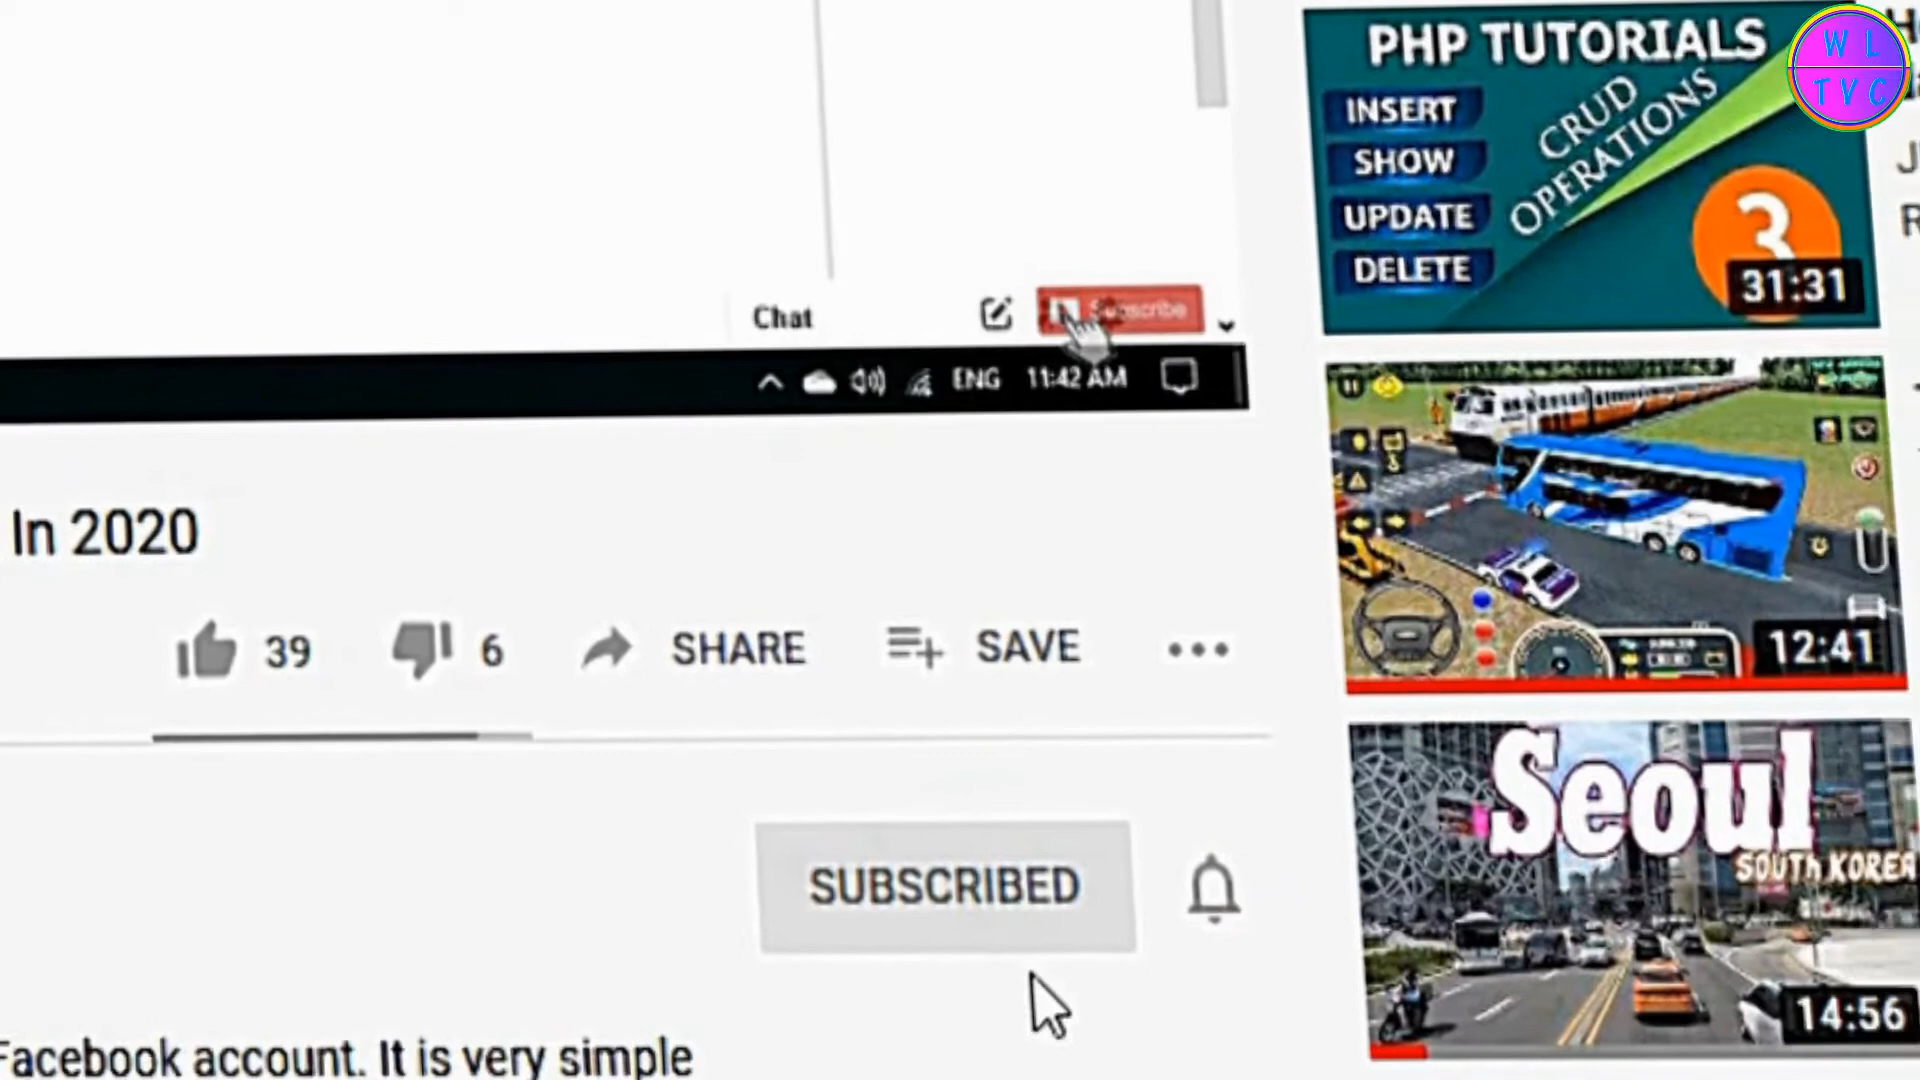 PHP TUTORIALS
INSERT
SHOW
UPDATE
DELETE
CRUD
OPERATIONS
3
31:31
W L
T V C
Chat
Subscribe
ENG 11:42 AM
In 2020
39 6 SHARE SAVE
12:41
Seoul
SOUTH KOREA
14:56
SUBSCRIBED
Facebook account. It is very simple